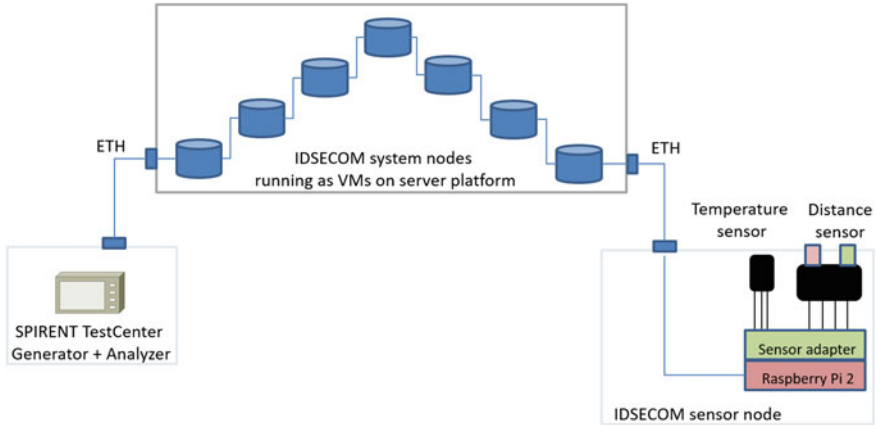 ETH
IDSECOM system nodes
running as VMs on server platform
ETH
Temperature
sensor
Distance
sensor
SPIRENT TestCenter
Generator + Analyzer
Sensor adapter
Raspberry Pi 2
IDSECOM sensor node